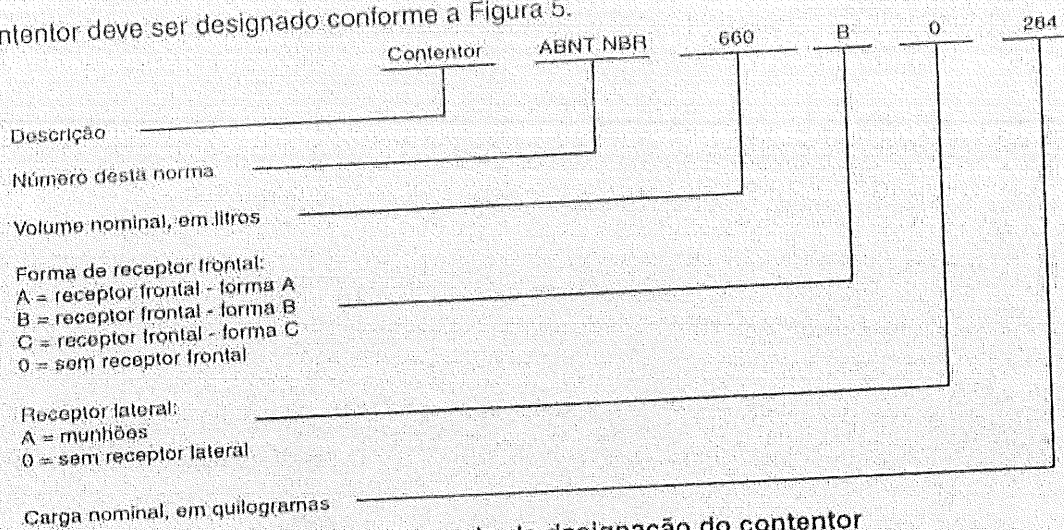 ntentor deve ser designado conforme a Figura 5.
Contentor ABNT NBR 660 B 0 264
Descrição
Número desta norma
Volume nominal, em litros
Forma de receptor frontal:
A = receptor frontal - forma A
B = receptor frontal - forma B
C = receptor frontal - forma C
0 = sem receptor frontal
Receptor lateral:
A = munhões
0 = sem receptor lateral
Carga nominal, em quilogramas
designação do contentor